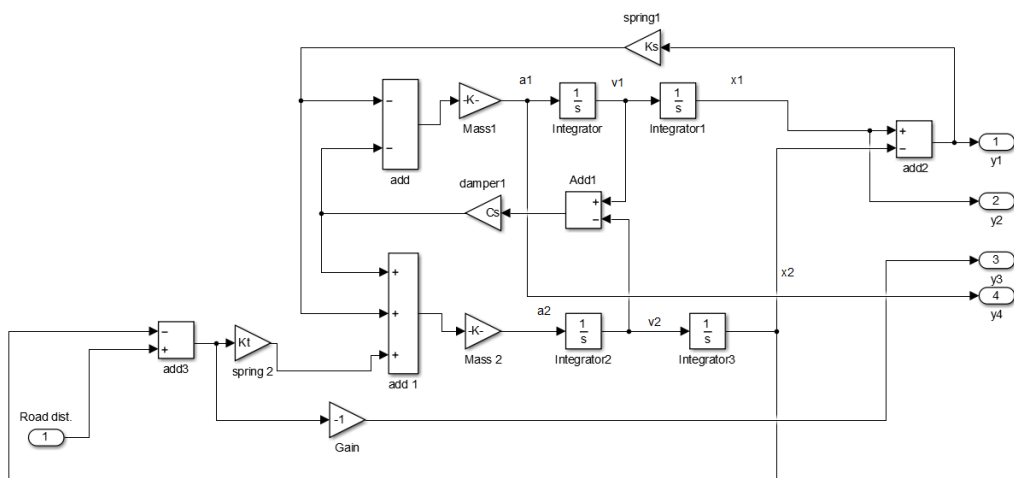 spring1
Ks
a1
v1
x1
-K-
1
s
1
s
Mass1
Integrator
Integrator1
add
add2
1
y1
damper1
Add1
Cs
2
y2
x2
3
y3
4
y4
a2
v2
-K-
1
s
1
s
Mass 2
Integrator2
Integrator3
Kt
add3
spring 2
add 1
Road dist.
1
-1
Gain